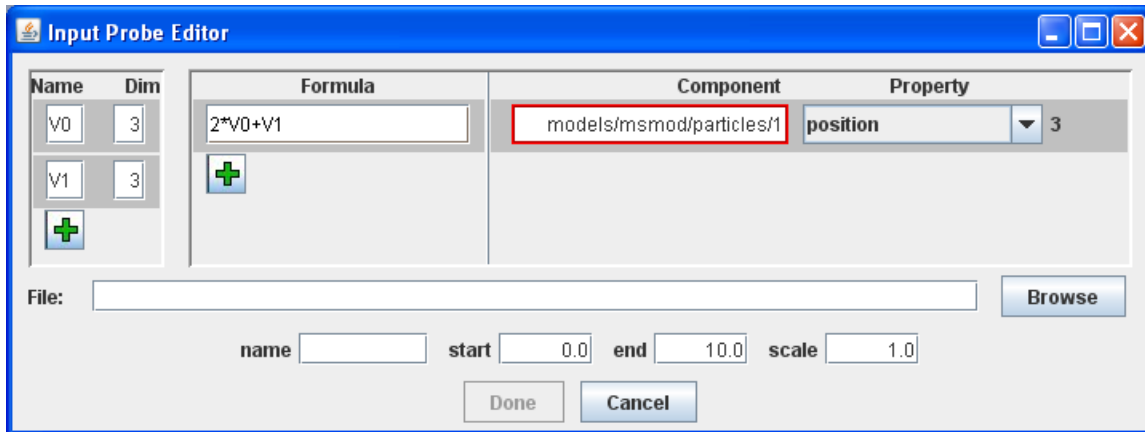 Input Probe Editor
Name Dim Formula Component Property
V0 3 2*V0+V1 models/msmod/particles/1 position 3
V1 3
File: Browse
name start 0.0 end 10.0 scale 1.0
Done Cancel